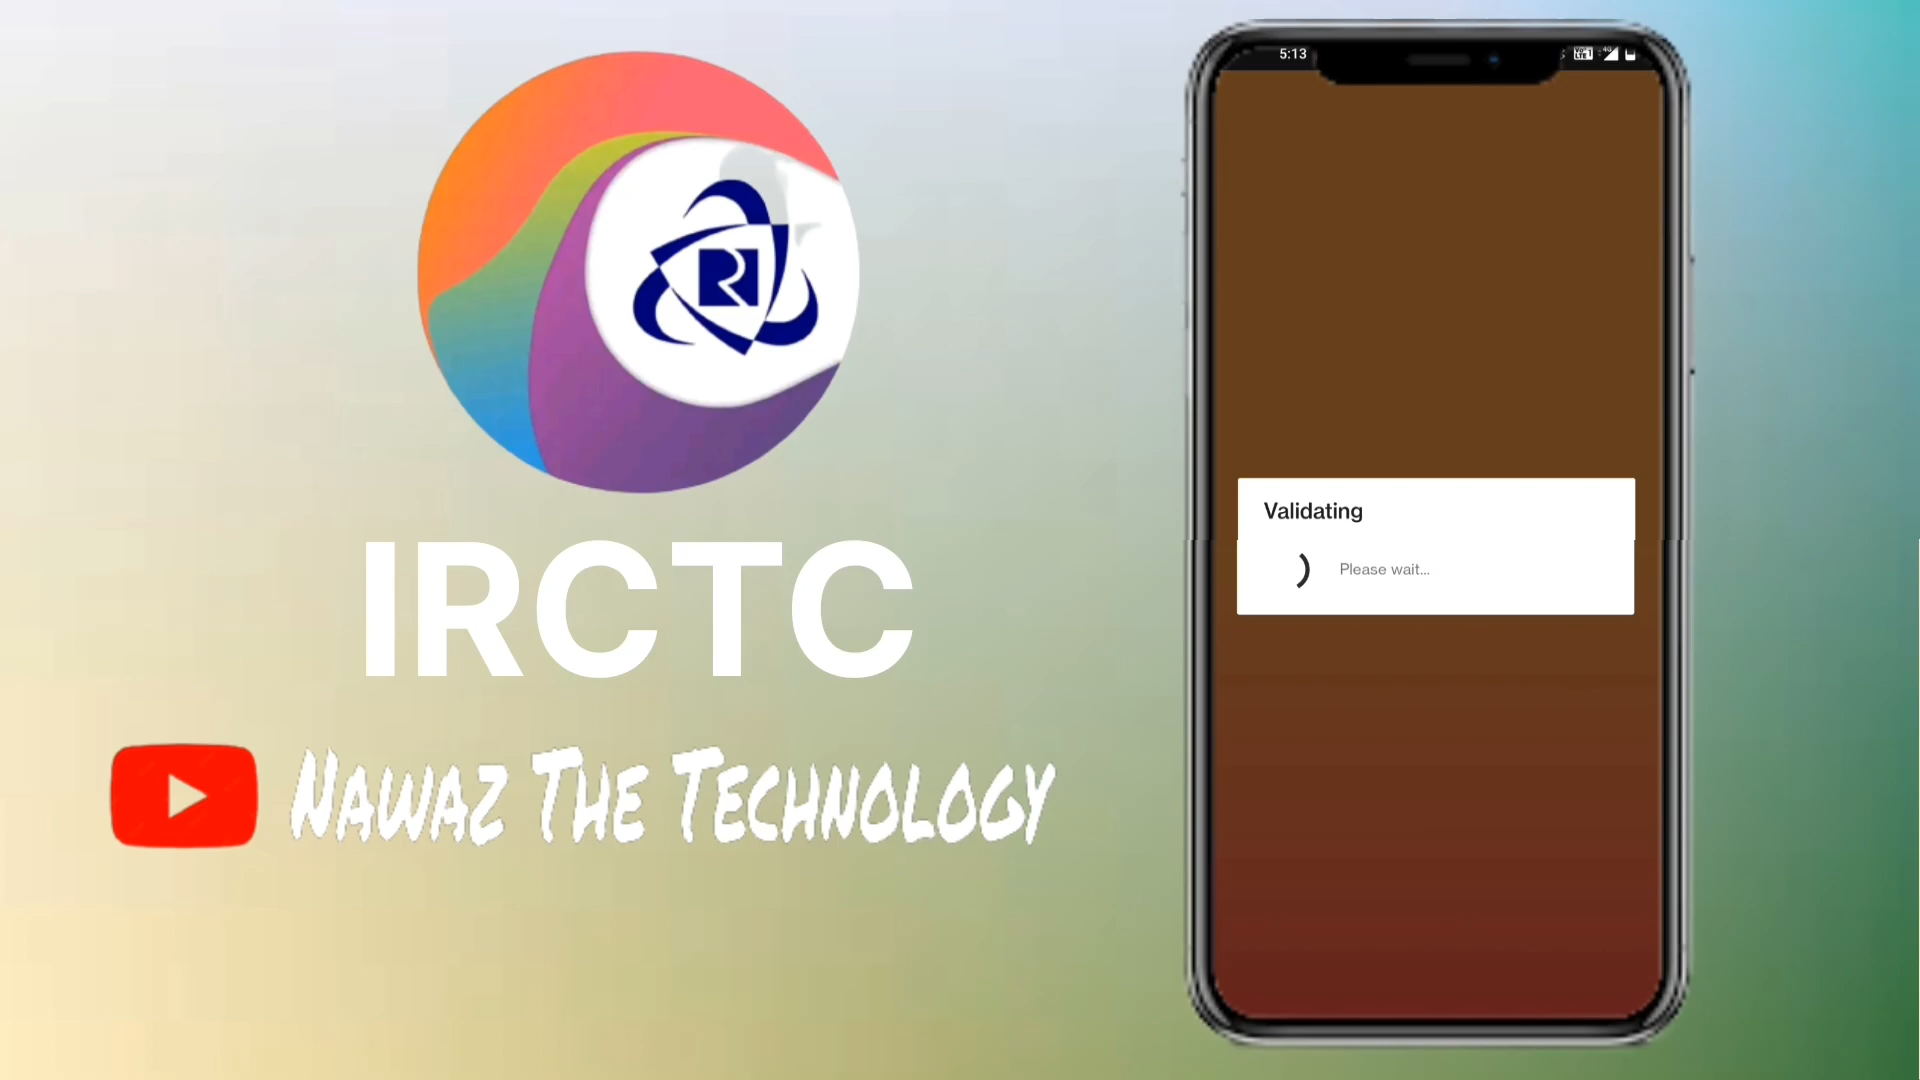 5:13
IRCTC
Nawaz The Technology
Validating
Please wait...